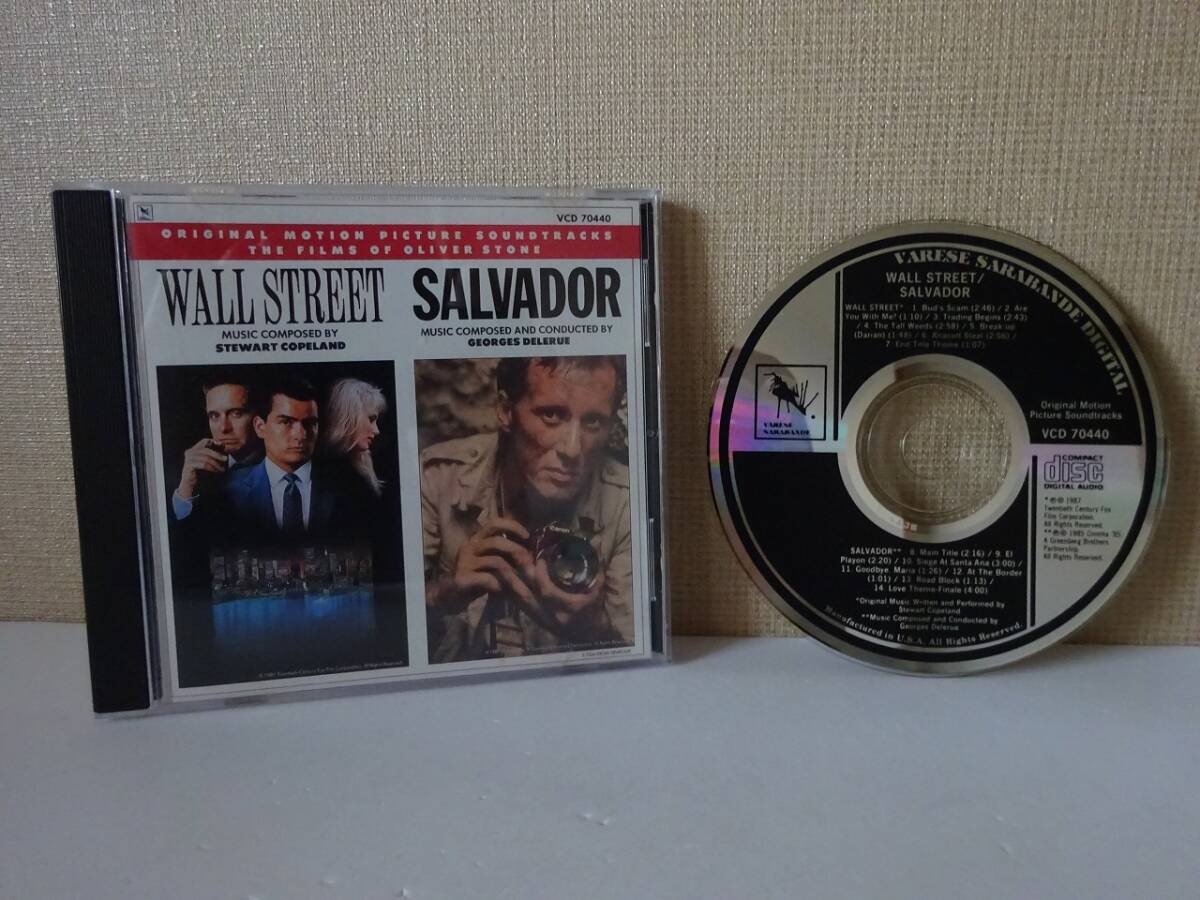 VCD 70440
ORIGINAL MOTION PICTURE SOUNDTRACKS
THE FILMS OF OLIVER STONE
WALL STREET
MUSIC COMPOSED BY
STEWART COPELAND
SALVADOR
MUSIC COMPOSED AND CONDUCTED BY
GEORGES DELERUE
Canon
VARESE SARABANDE DIGITAL
WALL STREET/
SALVADOR
WALL STREET* 1. Bud's Scam (2:46) / 2. Are
You With Me? (1:10) / 3. Trading Begins (2:43)
/ 4. The Tall Weeds (2:58) / 5. Break up
(Darian) (1:48) / 6. Anacott Steel (2:56) /
7. End Title Theme (1:07)
VARESE
SARABANDE
Original Motion
Picture Soundtracks
VCD 70440
COMPACT
disc
DIGITAL AUDIO
*℗© 1987
Twentieth Century Fox
Film Corporation.
All Rights Reserved.
**℗© 1985 Cinema '85:
A Greenberg Brothers
Partnership.
All Rights Reserved.
SALVADOR** 8. Main Title (2:16) / 9. El
Playon (2:20) / 10. Siege At Santa Ana (3:00) /
11. Goodbye, Maria (1:26) / 12. At The Border
(1:01) / 13. Road Block (1:13) /
14. Love Theme-Finale (4:00)
*Original Music Written and Performed by
Stewart Copeland
**Music Composed and Conducted by
Georges Delerue
Manufactured in U.S.A. All Rights Reserved.